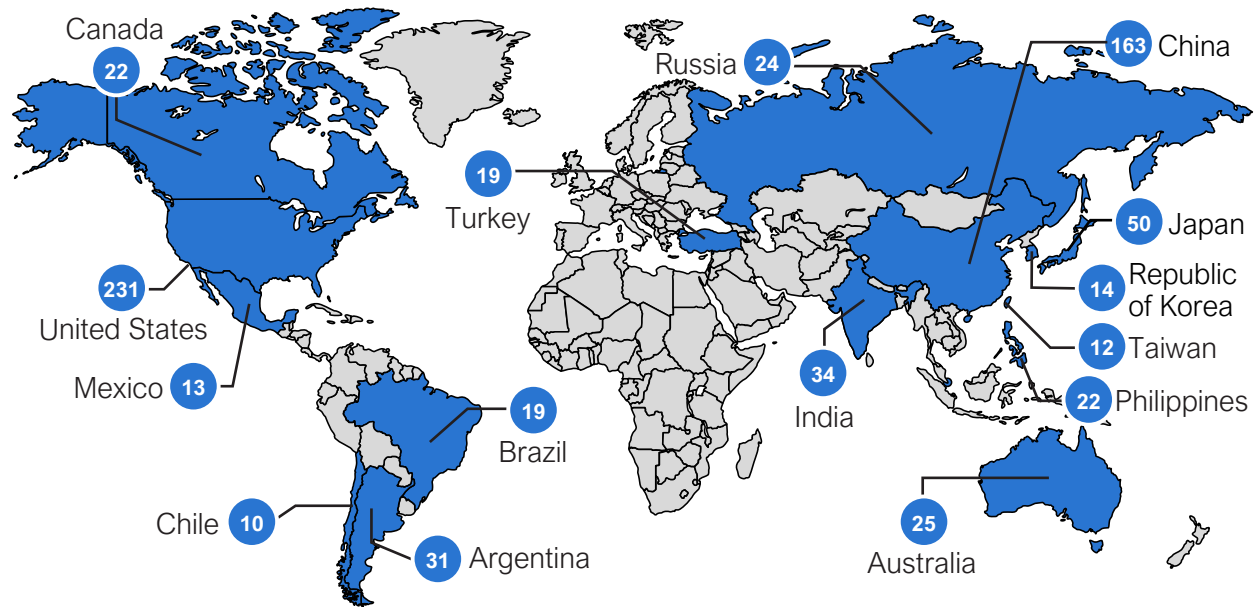 Canada
22
Russia
24
163
China
19
Turkey
50
Japan
231
United States
14
Republic
of Korea
12
Taiwan
Mexico
13
34
India
22
Philippines
19
Brazil
Chile
10
25
Australia
31
Argentina